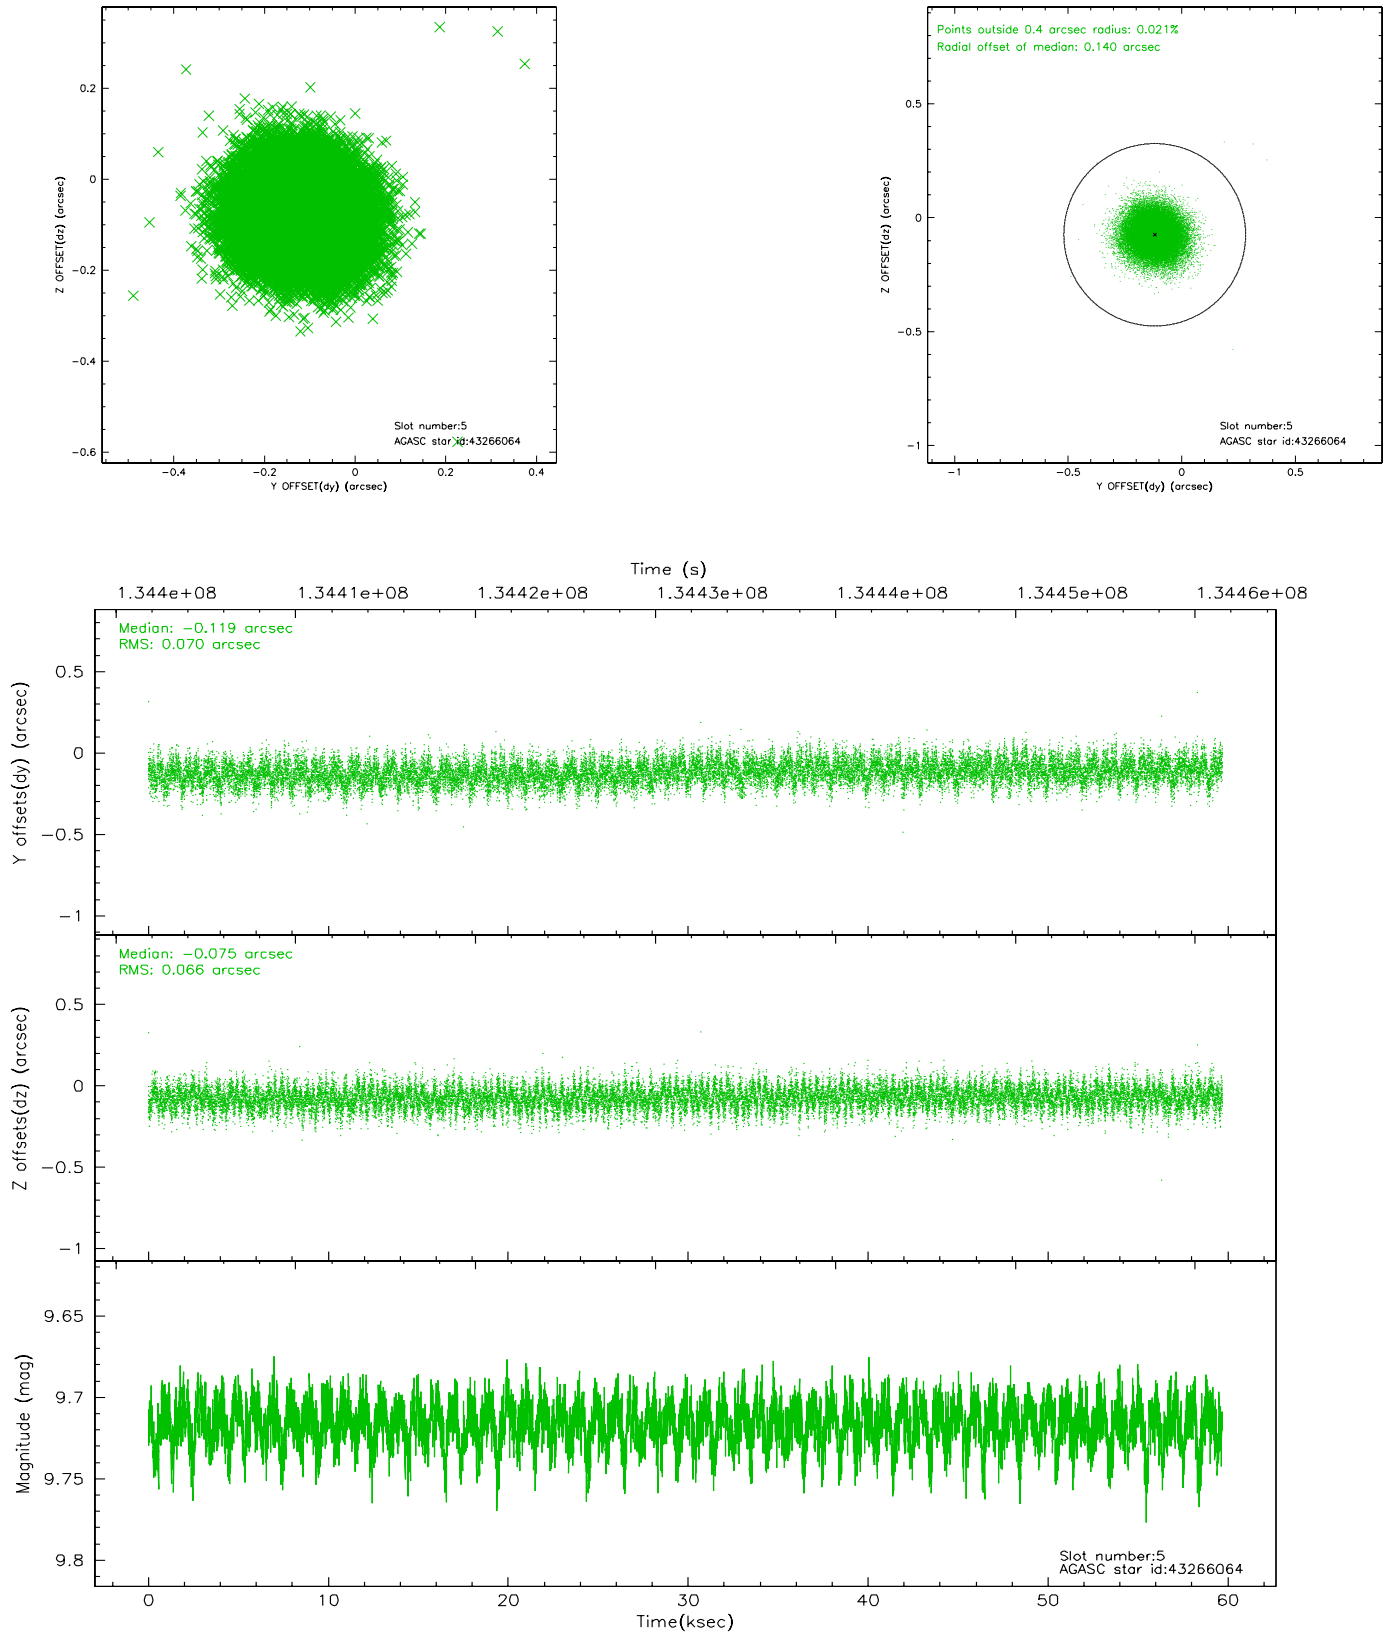 0.2
0
−0.2
−0.4
−0.6
Z OFFSET(dz) (arcsec)
Slot number:5
AGASC star id:43266064
−0.4 −0.2 0 0.2 0.4
Y OFFSET(dy) (arcsec)
Points outside 0.4 arcsec radius: 0.021%
Radial offset of median: 0.140 arcsec
0.5
0
−0.5
−1
Z OFFSET(dz) (arcsec)
Slot number:5
AGASC star id:43266064
−1 −0.5 0 0.5
Y OFFSET(dy) (arcsec)
Time (s)
1.344e+08 1.3441e+08 1.3442e+08 1.3443e+08 1.3444e+08 1.3445e+08 1.3446e+08
Median: −0.119 arcsec
RMS: 0.070 arcsec
0.5
0
−0.5
−1
Y offsets(dy) (arcsec)
Median: −0.075 arcsec
RMS: 0.066 arcsec
0.5
0
−0.5
−1
Z offsets(dz) (arcsec)
9.65
9.7
9.75
9.8
Magnitude (mag)
Slot number:5
AGASC star id:43266064
0 10 20 30 40 50 60
Time(ksec)